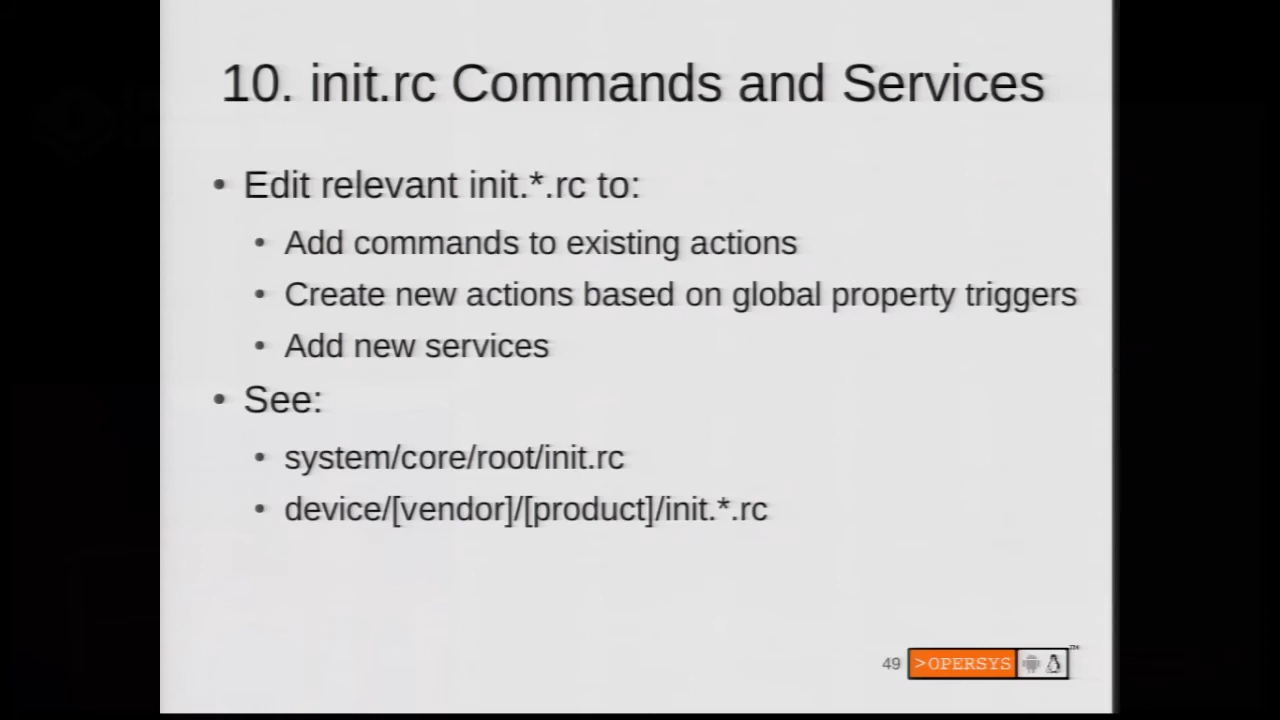 10. init.rc Commands and Services
• Edit relevant init.*.rc to:
• Add commands to existing actions
• Create new actions based on global property triggers
• Add new services
• See:
• system/core/root/init.rc
• device/[vendor]/[product]/init.*.rc
49 >OPERSYS ™